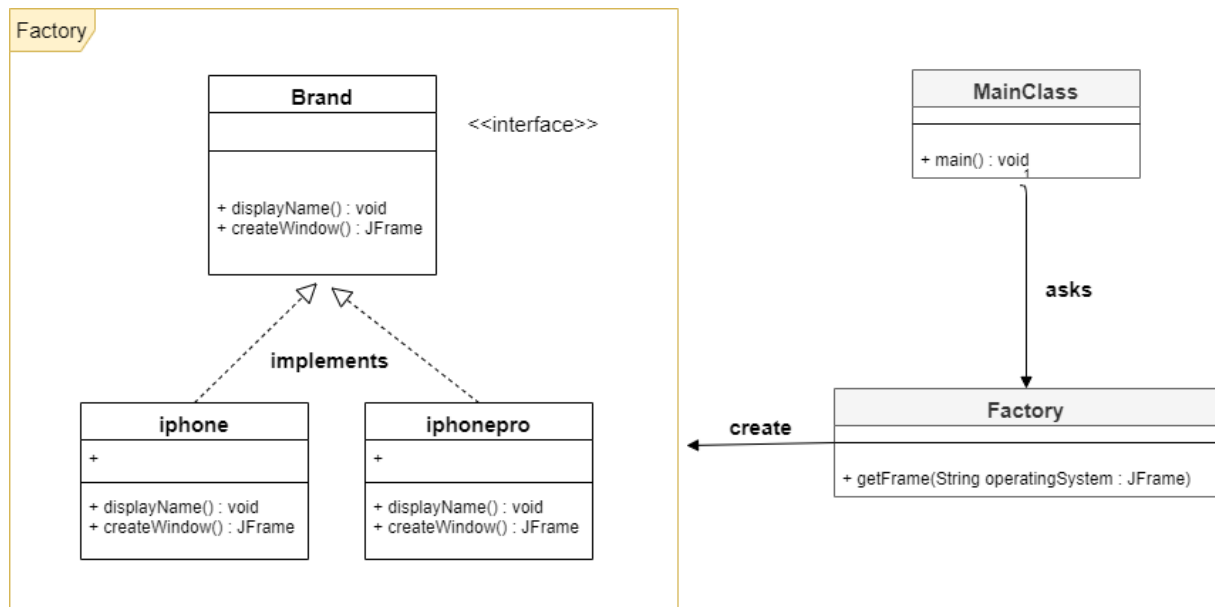 Factory
Brand
<<interface>>
+ displayName() : void
+ createWindow() : JFrame
implements
iphone
+
+ displayName() : void
+ createWindow() : JFrame
iphonepro
+
+ displayName() : void
+ createWindow() : JFrame
MainClass
+ main() : void
1
asks
create
Factory
+ getFrame(String operatingSystem : JFrame)